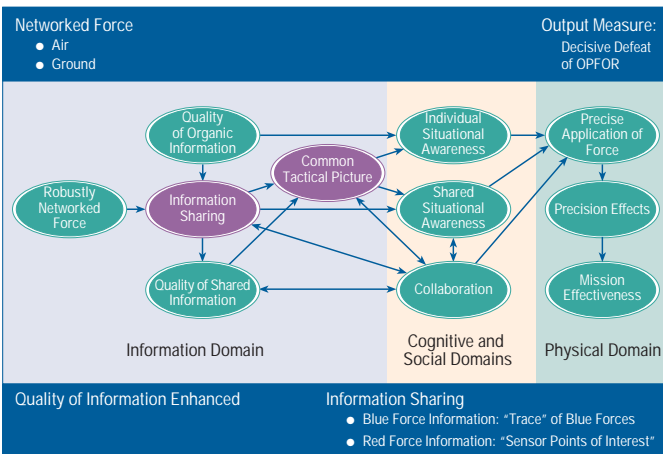 Networked Force
● Air
● Ground
Output Measure:
Decisive Defeat
of OPFOR
Quality
of Organic
Information
Individual
Situational
Awareness
Precise
Application of
Force
Common
Tactical Picture
Robustly
Networked
Force
Information
Sharing
Shared
Situational
Awareness
Precision Effects
Quality of Shared
Information
Collaboration
Mission
Effectiveness
Information Domain
Cognitive and
Social Domains
Physical Domain
Quality of Information Enhanced
Information Sharing
● Blue Force Information: “Trace” of Blue Forces
● Red Force Information: “Sensor Points of Interest”